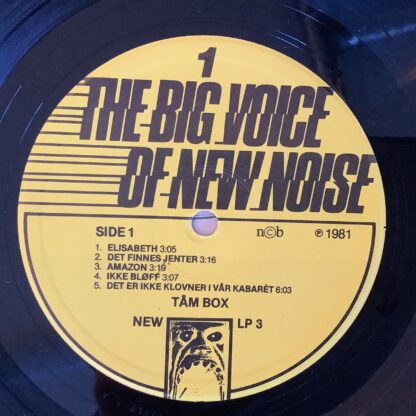 1
THE BIG VOICE
OF NEW NOISE
SIDE 1 n©b ℗ 1981
1. ELISABETH 3:05
2. DET FINNES JENTER 3:16
3. AMAZON 3:19
4. IKKE BLØFF 3:07
5. DET ER IKKE KLOVNER I VÅR KABARÈT 6:03
TÅM BOX
NEW LP 3